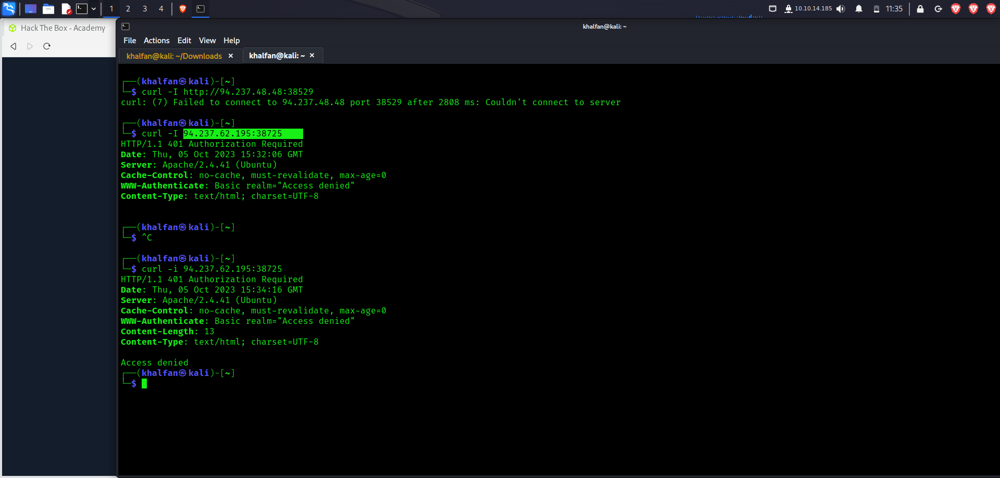 1 2 3 4
10.10.14.185
11:35
Hack The Box - Academy
khalfan@kali: ~
File Actions Edit View Help
khalfan@kali: ~/Downloads × khalfan@kali: ~ ×
┌──(khalfan㉿kali)-[~]
└─$ curl -I http://94.237.48.48:38529
curl: (7) Failed to connect to 94.237.48.48 port 38529 after 2808 ms: Couldn't connect to server
┌──(khalfan㉿kali)-[~]
└─$ curl -I 94.237.62.195:38725
HTTP/1.1 401 Authorization Required
Date: Thu, 05 Oct 2023 15:32:06 GMT
Server: Apache/2.4.41 (Ubuntu)
Cache-Control: no-cache, must-revalidate, max-age=0
WWW-Authenticate: Basic realm="Access denied"
Content-Type: text/html; charset=UTF-8
┌──(khalfan㉿kali)-[~]
└─$ ^C
┌──(khalfan㉿kali)-[~]
└─$ curl -i 94.237.62.195:38725
HTTP/1.1 401 Authorization Required
Date: Thu, 05 Oct 2023 15:34:16 GMT
Server: Apache/2.4.41 (Ubuntu)
Cache-Control: no-cache, must-revalidate, max-age=0
WWW-Authenticate: Basic realm="Access denied"
Content-Length: 13
Content-Type: text/html; charset=UTF-8
Access denied
┌──(khalfan㉿kali)-[~]
└─$